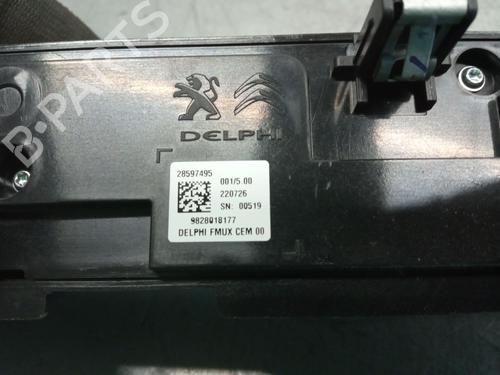 B-PARTS
DELPHI
28597495
001/5.00
220726
SN: 00519
9828018177
DELPHI FMUX CEM 00